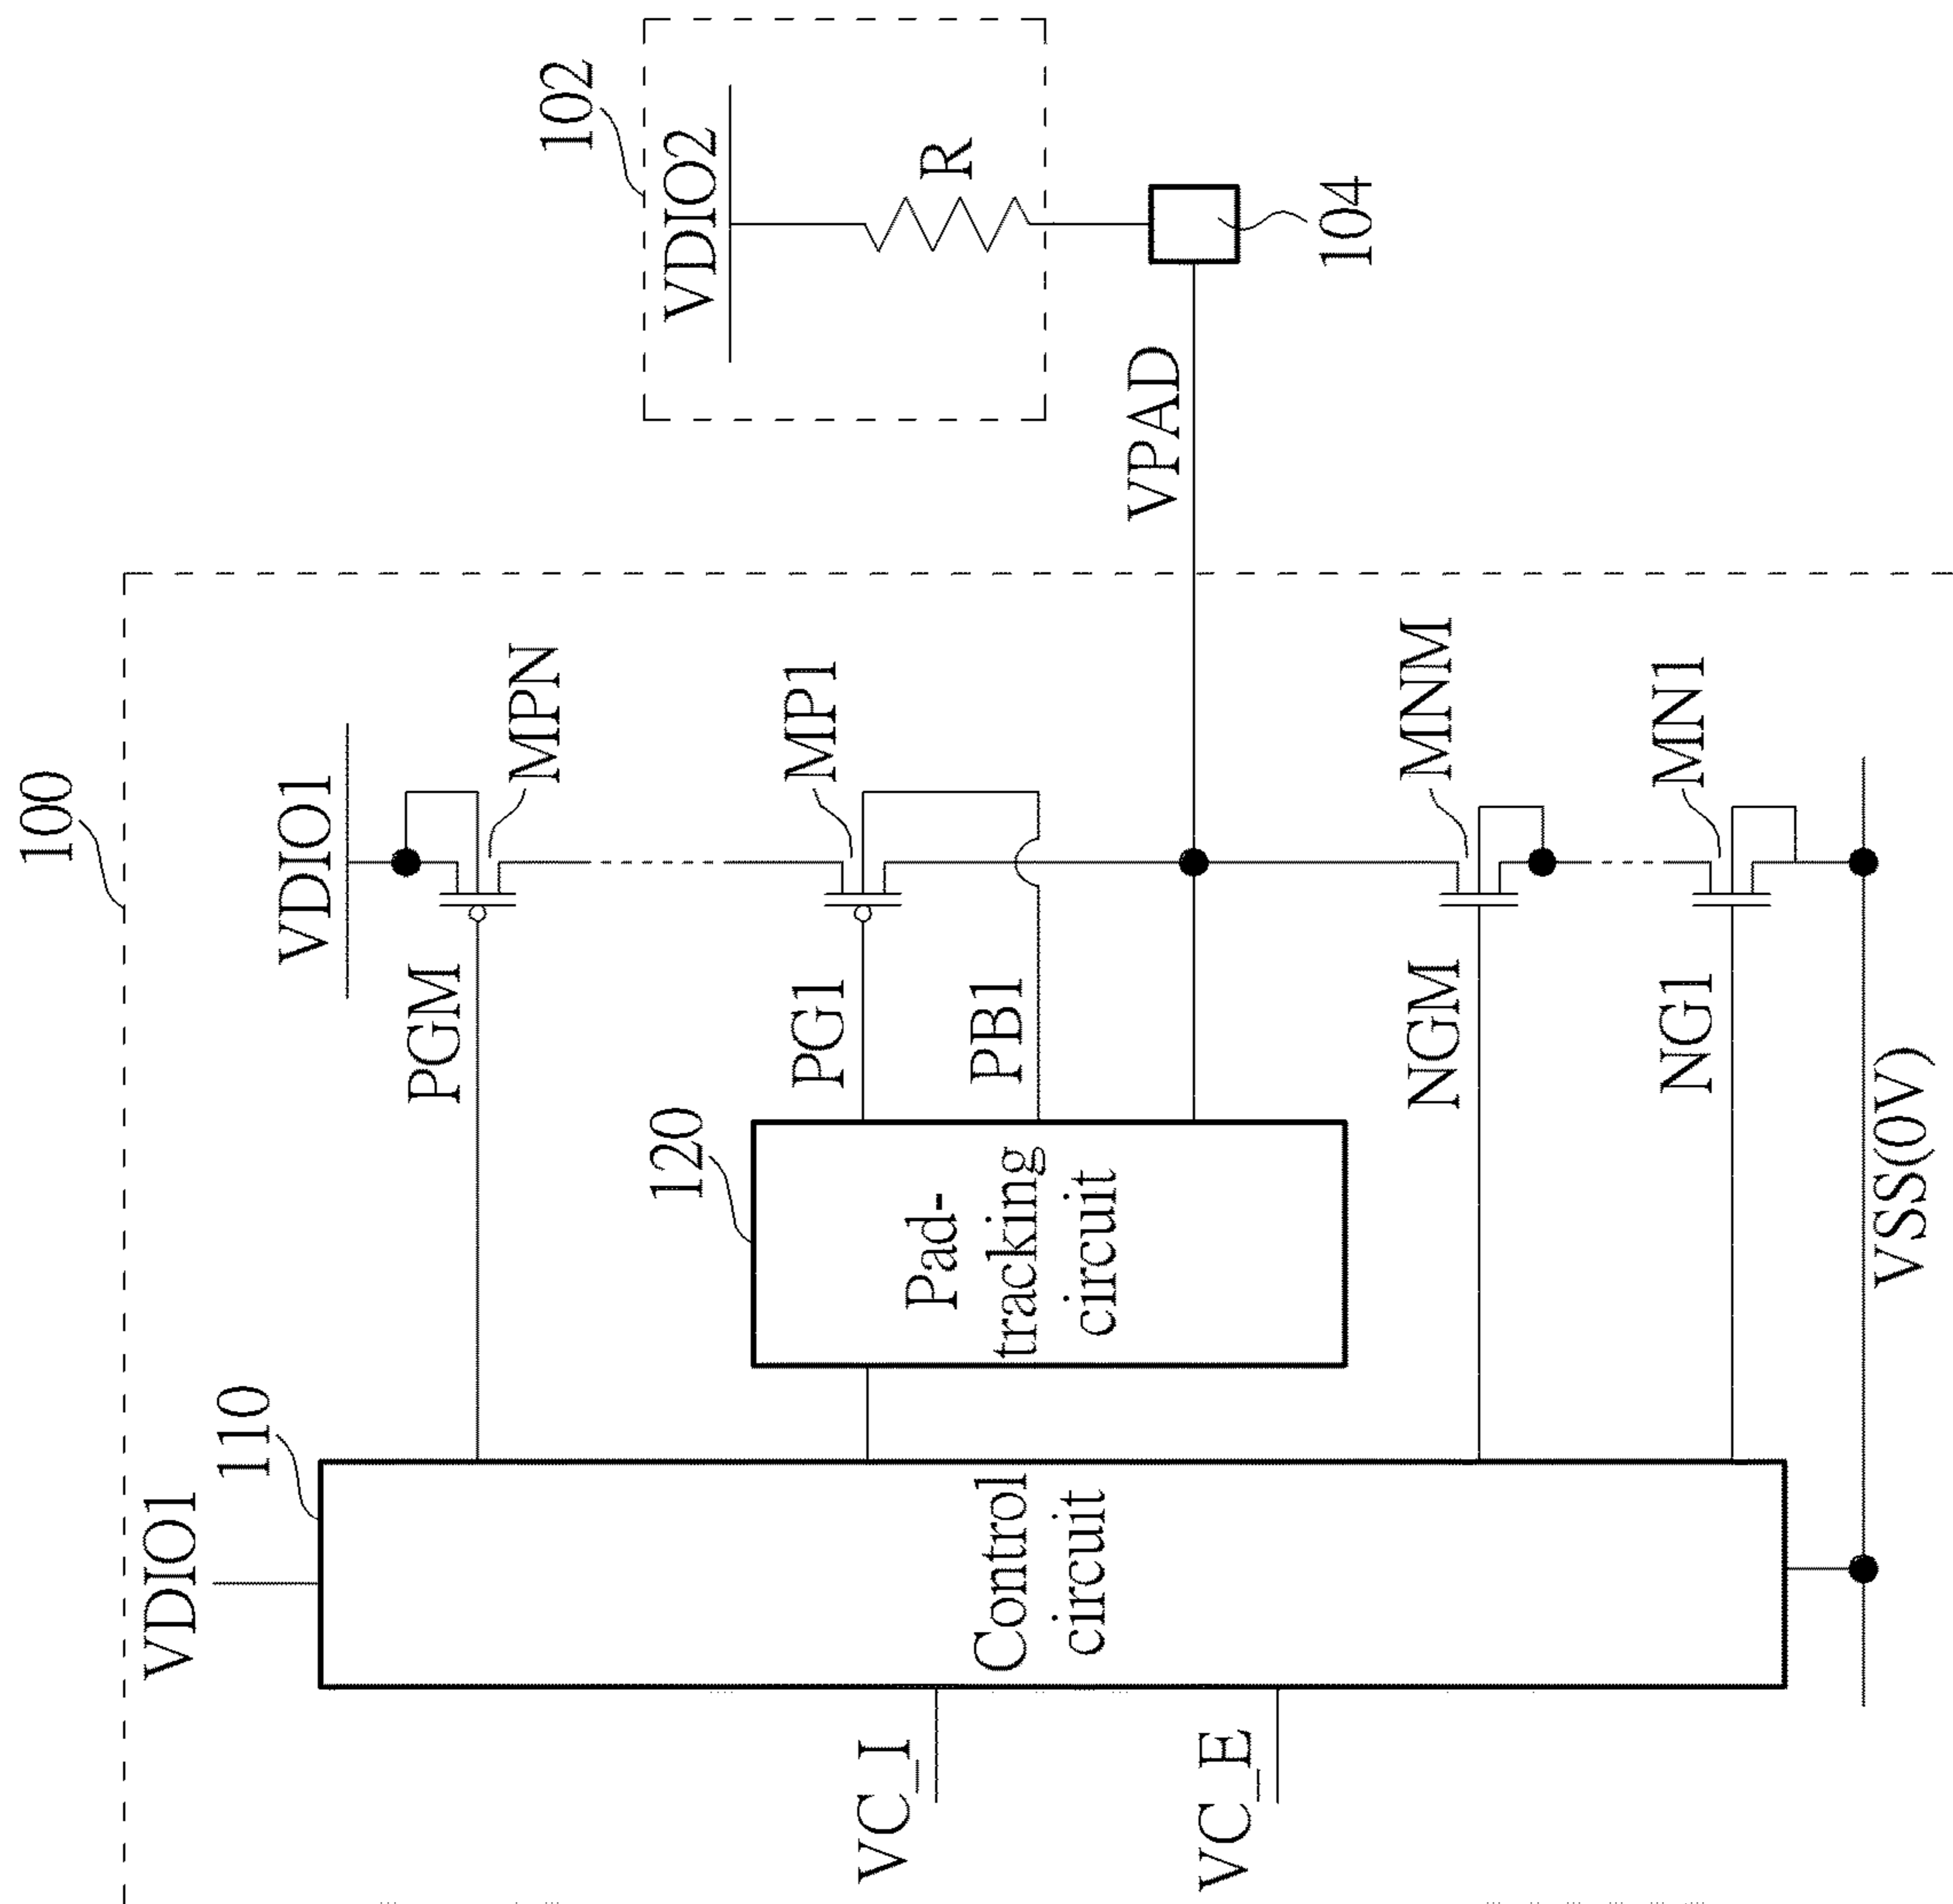 100
102
VDIO2
R
104
VPAD
VDIO1
MPN
MP1
MNM
MN1
PGM
PG1
PB1
NGM
NG1
VSS(0V)
120
Pad-
tracking
circuit
VDIO1
110
Control
circuit
VC_I
VC_E